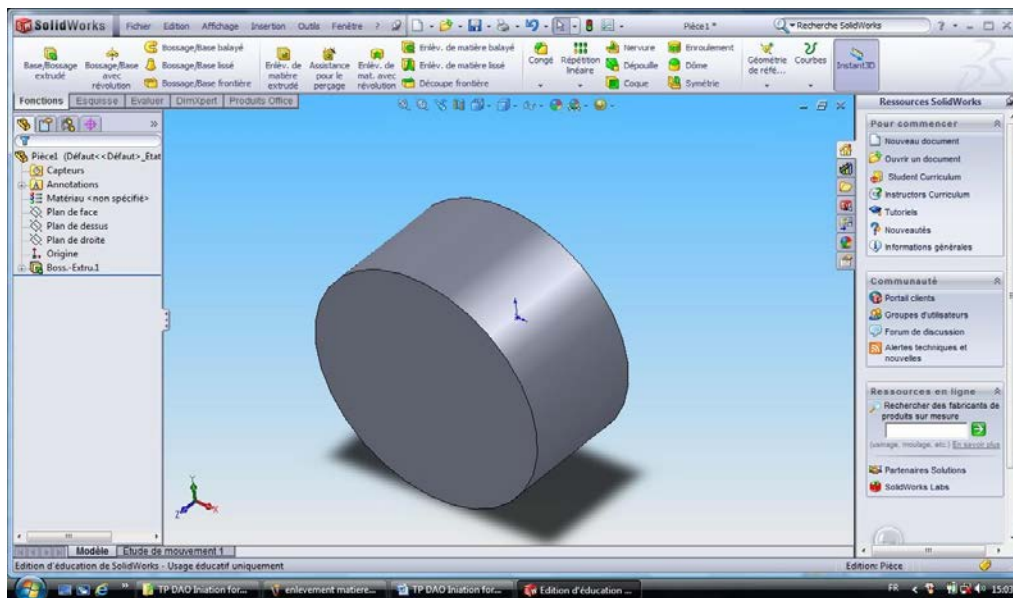 SolidWorks Fichier Edition Affichage Insertion Outils Fenêtre ? Pièce1 * Recherche SolidWorks ?
Base/Bossage extrudé
Bossage/Base avec révolution
Bossage/Base balayé
Bossage/Base lissé
Bossage/Base frontière
Enlèv. de matière extrudé
Assistance pour le perçage
Enlèv. de mat. avec révolution
Enlèv. de matière balayé
Enlèv. de matière lissé
Découpe frontière
Congé
Répétition linéaire
Nervure
Dépouille
Coque
Enroulement
Dôme
Symétrie
Géométrie de réfé...
Courbes
Instant3D
Fonctions Esquisse Evaluer DimXpert Produits Office
Pièce1 (Défaut<<Défaut>_Etat
Capteurs
Annotations
Matériau <non spécifié>
Plan de face
Plan de dessus
Plan de droite
Origine
Boss.-Extru.1
Z X
Ressources SolidWorks
Pour commencer
Nouveau document
Ouvrir un document
Student Curriculum
Instructors Curriculum
Tutoriels
Nouveautés
Informations générales
Communauté
Portail clients
Groupes d'utilisateurs
Forum de discussion
Alertes techniques et
nouvelles
Ressources en ligne
Rechercher des fabricants de
produits sur mesure
(usinage, moulage, etc.) En savoir plus
Partenaires Solutions
SolidWorks Labs
Modèle Etude de mouvement 1
Edition d'éducation de SolidWorks - Usage éducatif uniquement Edition: Pièce
TP DAO Iniation for... enlevement matiere... TP DAO Iniation for... Edition d'éducation ... FR 15:03